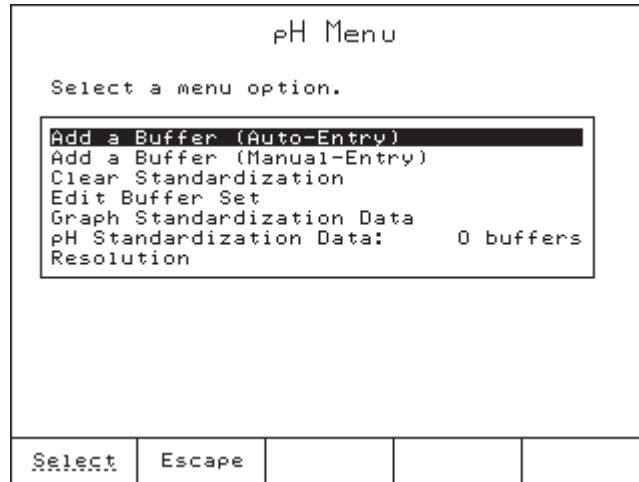 pH Menu
Select a menu option.
Add a Buffer (Auto-Entry)
Add a Buffer (Manual-Entry)
Clear Standardization
Edit Buffer Set
Graph Standardization Data
pH Standardization Data: 0 buffers
Resolution
Select Escape